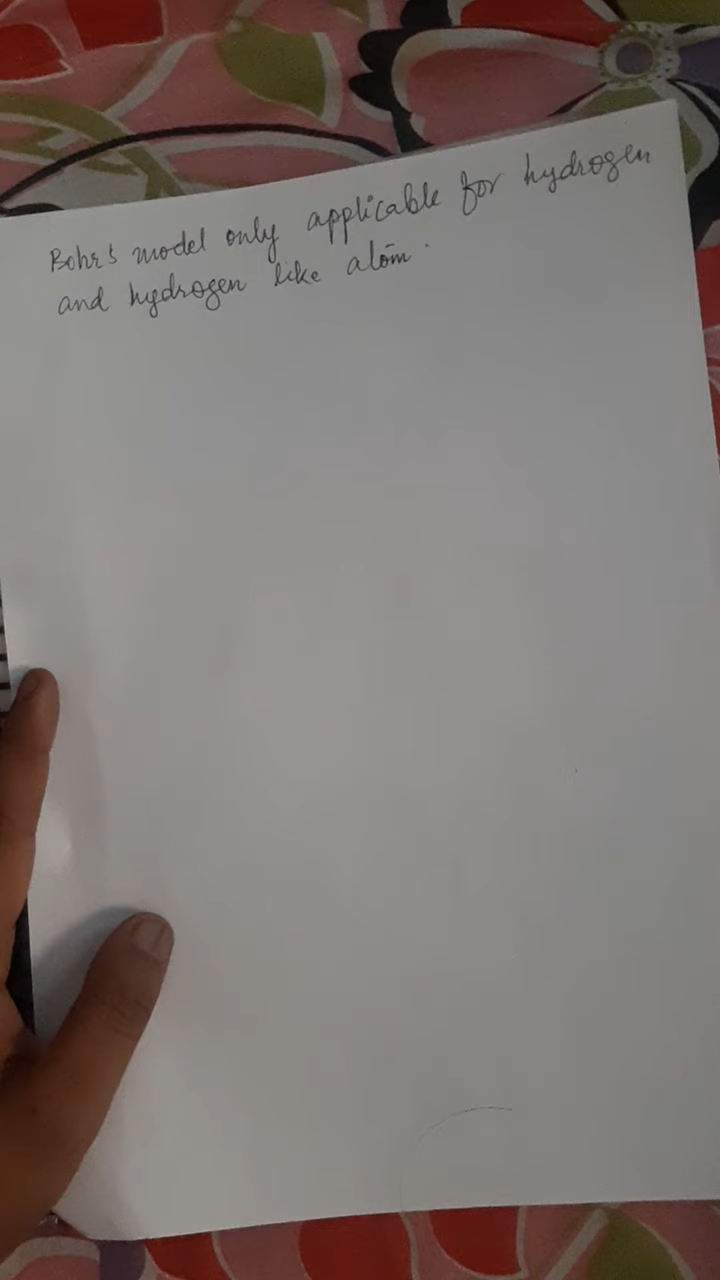 Bohr's model only applicable for hydrogen
and hydrogen like atom.